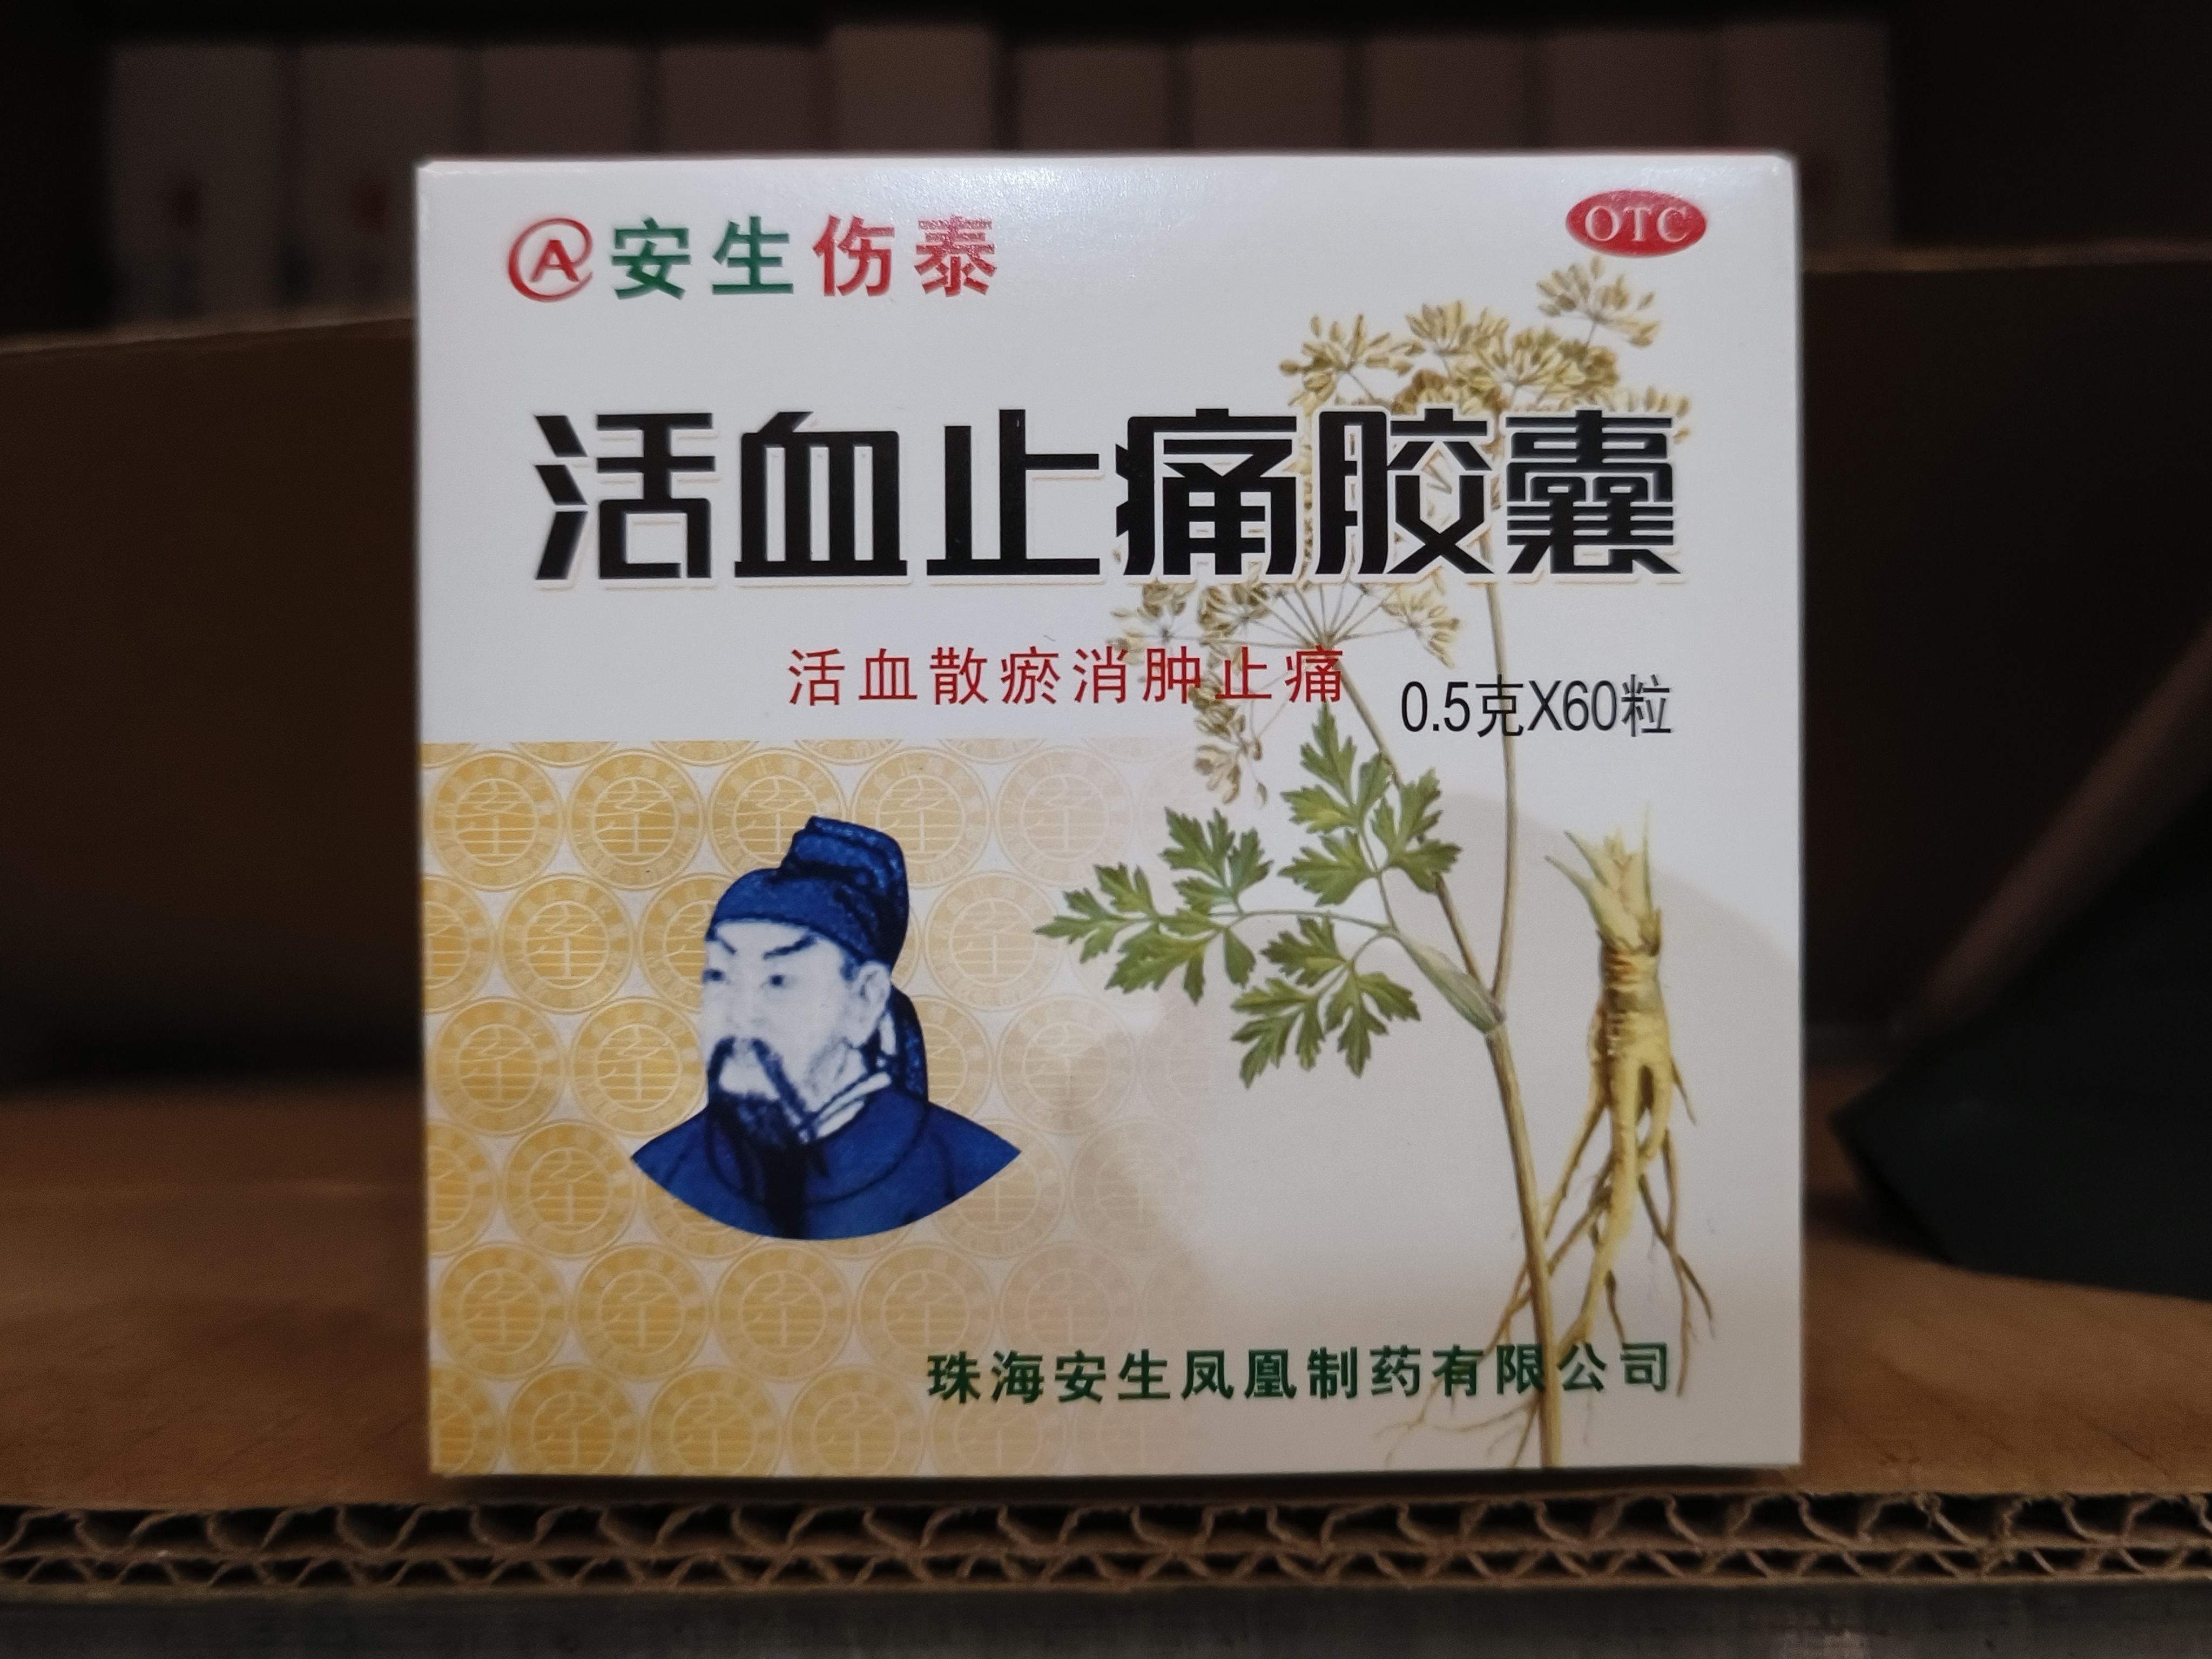 A 安生伤泰
OTC
活血止痛胶囊
活血散瘀消肿止痛
0.5克X60粒
珠海安生凤凰制药有限公司